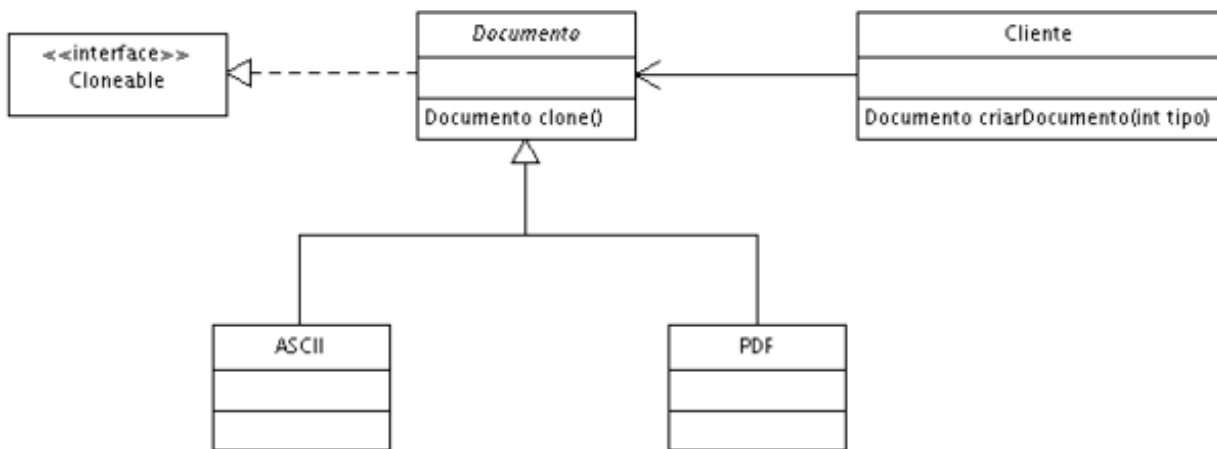 <<interface>>
Cloneable
Documento
Documento clone()
Cliente
Documento criarDocumento(int tipo)
ASCII
PDF